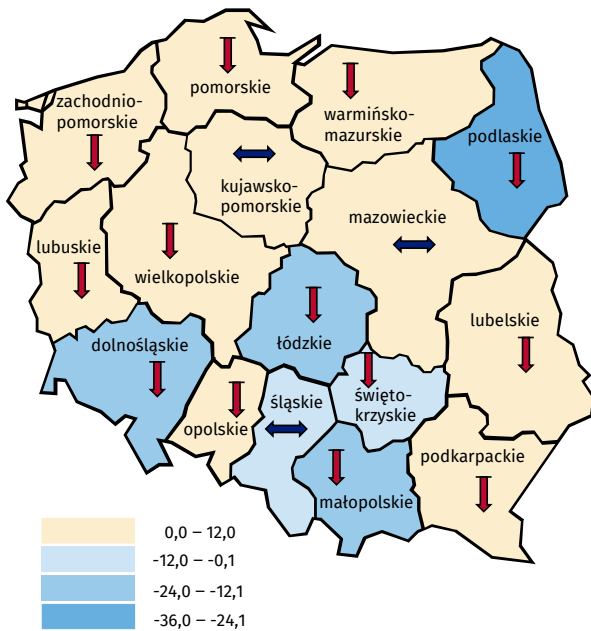 pomorskie
zachodnio-
pomorskie
warmińsko-
mazurskie
podlaskie
kujawsko-
pomorskie
mazowieckie
lubuskie
wielkopolskie
lubelskie
dolnośląskie
łódzkie
śląskie
święto-
krzyskie
opolskie
podkarpackie
małopolskie
0,0 – 12,0
-12,0 – -0,1
-24,0 – -12,1
-36,0 – -24,1